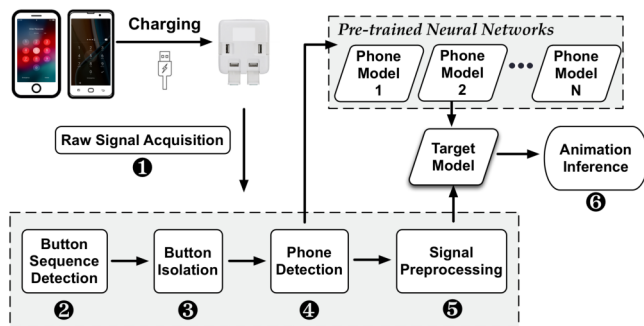 Charging
Pre-trained Neural Networks
Phone
Model
1
Phone
Model
2
Phone
Model
N
Raw Signal Acquisition
❶
Target
Model
Animation
Inference
❻
Button
Sequence
Detection
❷
Button
Isolation
❸
Phone
Detection
❹
Signal
Preprocessing
❺